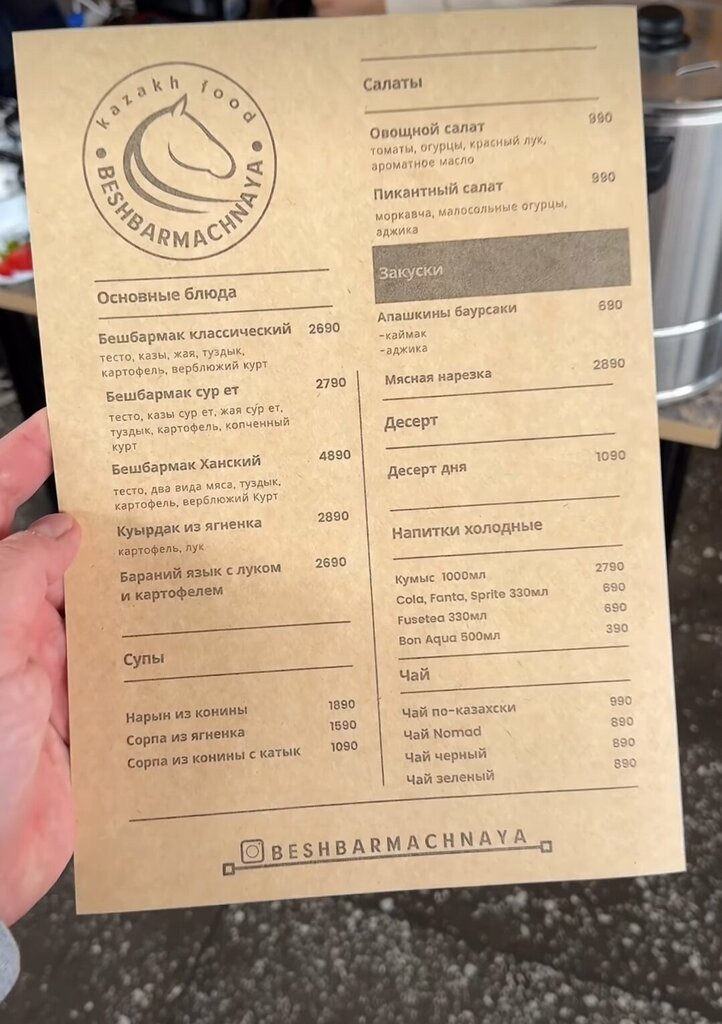 kazakh food
BESHBARMACHNAYA
Основные блюда
Бешбармак классический 2690
тесто, казы, жая, туздык,
картофель, верблюжий курт
Бешбармак сур ет 2790
тесто, казы сур ет, жая сур ет,
туздык, картофель, копченный
курт
Бешбармак Ханский 4890
тесто, два вида мяса, туздык,
картофель, верблюжий Курт
Куырдак из ягненка 2890
картофель, лук
Бараний язык с луком 2690
и картофелем
Супы
Нарын из конины 1890
Сорпа из ягненка 1590
Сорпа из конины с катык 1090
Салаты
Овощной салат 990
томаты, огурцы, красный лук,
ароматное масло
Пикантный салат 990
моркавча, малосольные огурцы,
аджика
Закуски
Апашкины баурсаки 690
-каймак
-аджика
Мясная нарезка 2890
Десерт
Десерт дня 1090
Напитки холодные
Кумыс 1000мл 2790
Cola, Fanta, Sprite 330мл 690
Fusetea 330мл 690
Bon Aqua 500мл 390
Чай
Чай по-казахски 990
Чай Nomad 890
Чай черный 890
Чай зеленый 890
BESHBARMACHNAYA